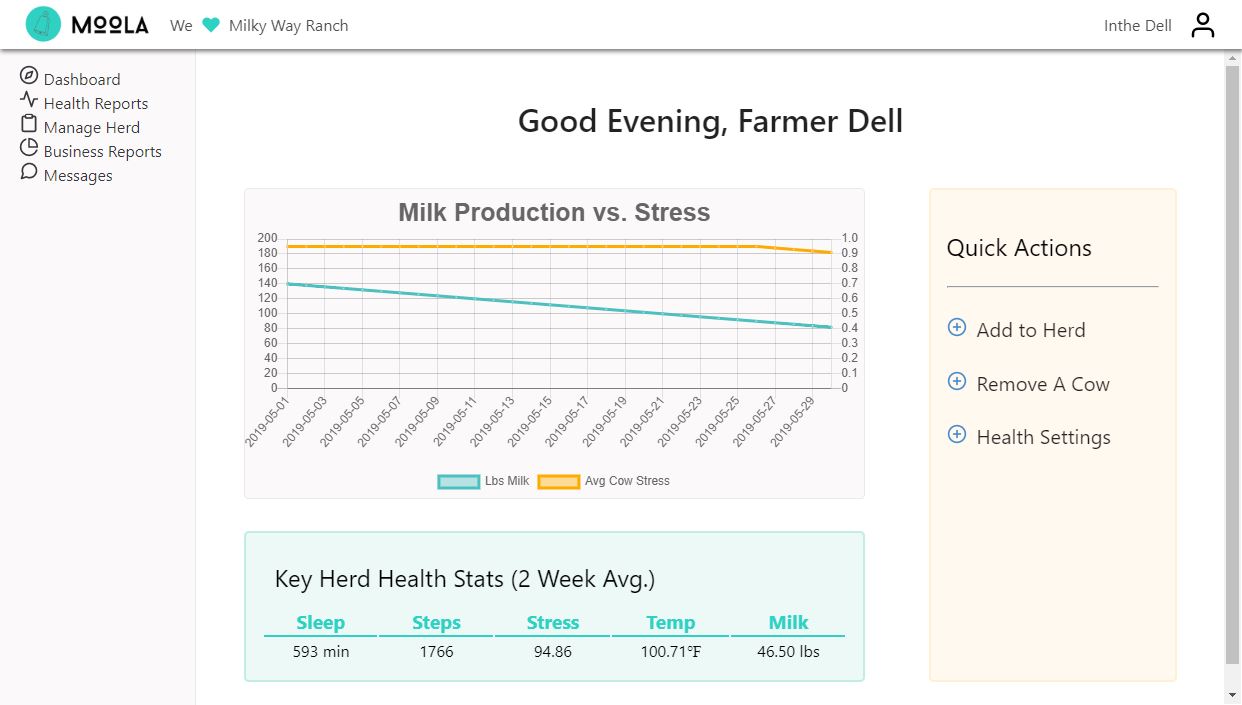 MOOLA We Milky Way Ranch Inthe Dell
Dashboard
Health Reports
Manage Herd
Business Reports
Messages
Good Evening, Farmer Dell
Milk Production vs. Stress
200
180
160
140
120
100
80
60
40
20
0
1.0
0.9
0.8
0.7
0.6
0.5
0.4
0.3
0.2
0.1
0
2019-05-01
2019-05-03
2019-05-05
2019-05-07
2019-05-09
2019-05-11
2019-05-13
2019-05-15
2019-05-17
2019-05-19
2019-05-21
2019-05-23
2019-05-25
2019-05-27
2019-05-29
Lbs Milk Avg Cow Stress
Quick Actions
Add to Herd
Remove A Cow
Health Settings
Key Herd Health Stats (2 Week Avg.)
Sleep Steps Stress Temp Milk
593 min 1766 94.86 100.71°F 46.50 lbs